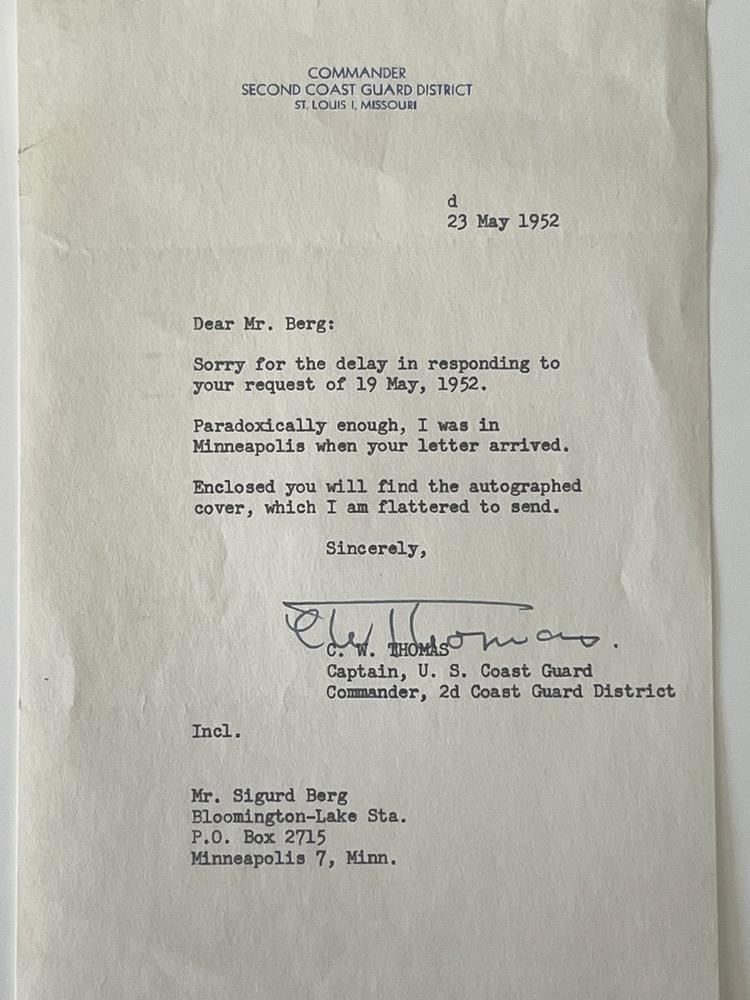 COMMANDER
SECOND COAST GUARD DISTRICT
ST. LOUIS 1, MISSOURI
d
23 May 1952
Dear Mr. Berg:
Sorry for the delay in responding to
your request of 19 May, 1952.
Paradoxically enough, I was in
Minneapolis when your letter arrived.
Enclosed you will find the autographed
cover, which I am flattered to send.
Sincerely,
CW Thomas.
C. W. THOMAS
Captain, U. S. Coast Guard
Commander, 2d Coast Guard District
Incl.
Mr. Sigurd Berg
Bloomington-Lake Sta.
P.O. Box 2715
Minneapolis 7, Minn.